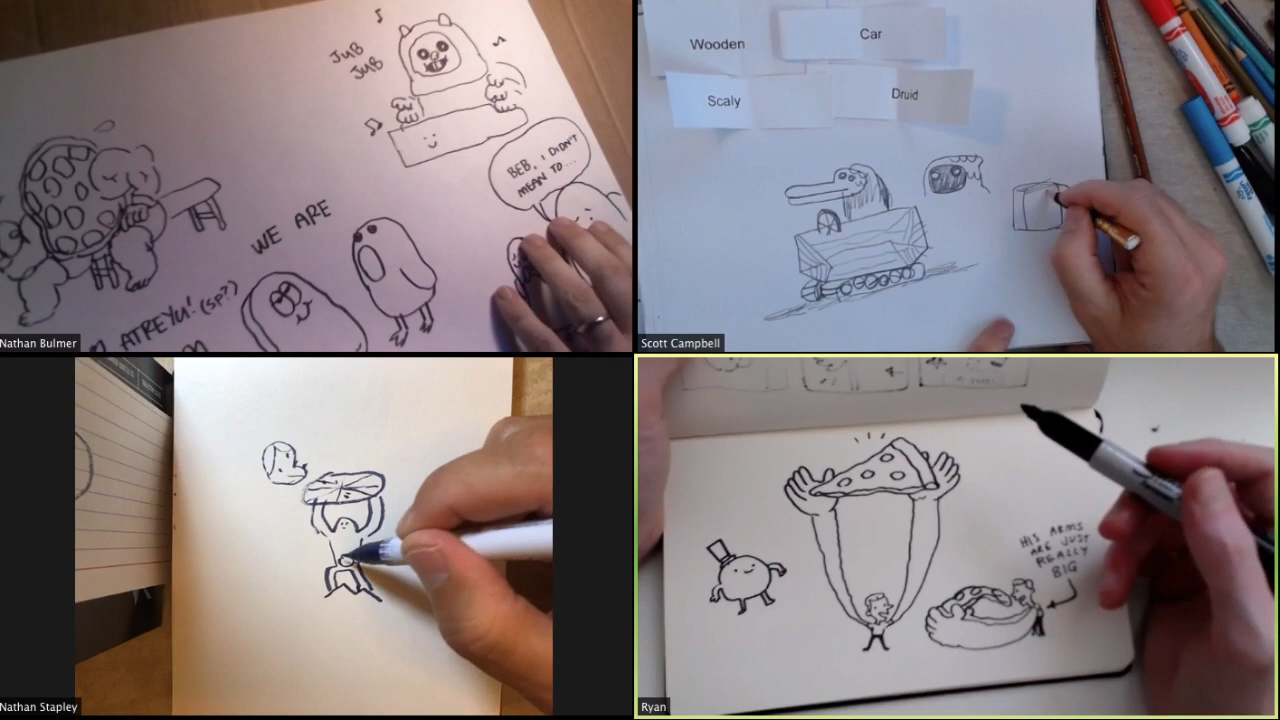 JUB
JUB
BEB, I DIDN'T
MEAN TO...
WE ARE
ATREYU! (SP?)
Nathan Bulmer
Wooden
Car
Scaly
Druid
Scott Campbell
Nathan Stapley
HIS ARMS
ARE JUST
REALLY
BIG
Ryan